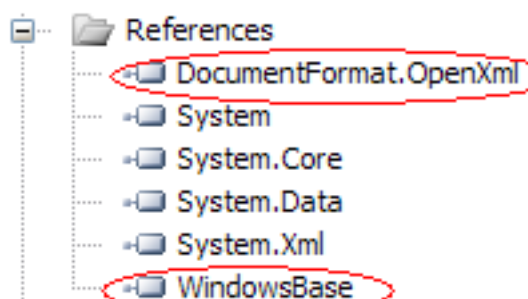 References
DocumentFormat.OpenXml
System
System.Core
System.Data
System.Xml
WindowsBase